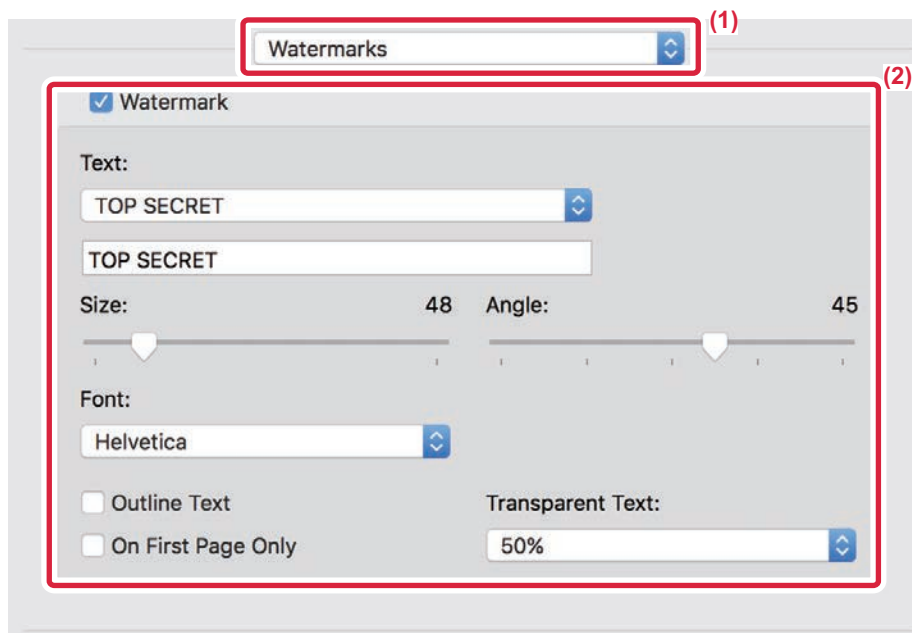 (1)
Watermarks
(2)
Watermark
Text:
TOP SECRET
TOP SECRET
Size: 48 Angle: 45
Font:
Helvetica
Outline Text Transparent Text:
On First Page Only 50%